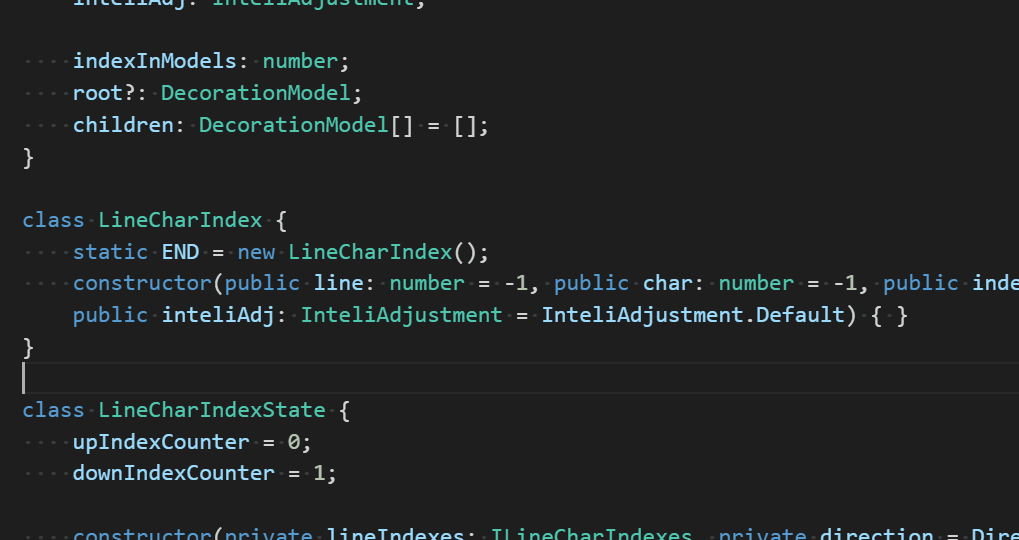 inteliAdj: InteliAdjustment;
indexInModels: number;
root?: DecorationModel;
children: DecorationModel[] = [];
}
class LineCharIndex {
static END = new LineCharIndex();
constructor(public line: number = -1, public char: number = -1, public inde
public inteliAdj: InteliAdjustment = InteliAdjustment.Default) { }
}
class LineCharIndexState {
upIndexCounter = 0;
downIndexCounter = 1;
constructor(private lineIndexes: ILineCharIndexes, private direction = Dire